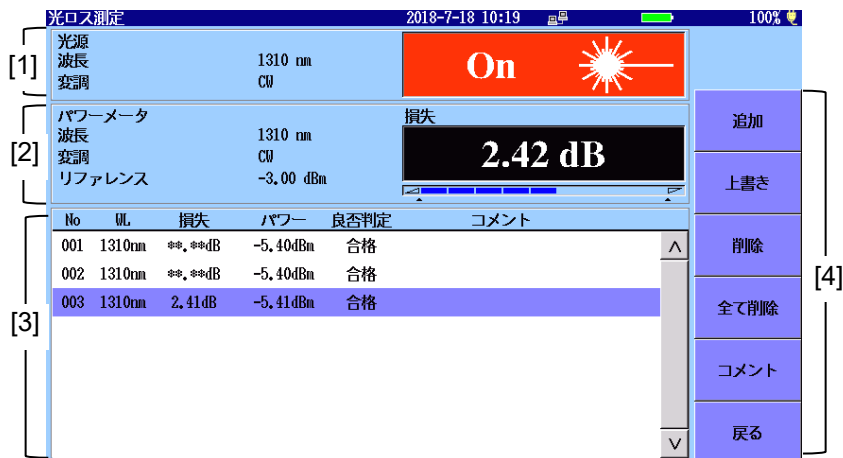 光ロス測定 2018-7-18 10:19 100%
[1]
光源
波長 1310 nm
変調 CW
On
[2]
パワーメータ
波長 1310 nm
変調 CW
リファレンス -3.00 dBm
損失
2.42 dB
[3]
No WL 損失 パワー 良否判定 コメント
001 1310nm **.**dB -5.40dBm 合格
002 1310nm **.**dB -5.40dBm 合格
003 1310nm 2.41dB -5.41dBm 合格
[4]
追加
上書き
削除
全て削除
コメント
戻る